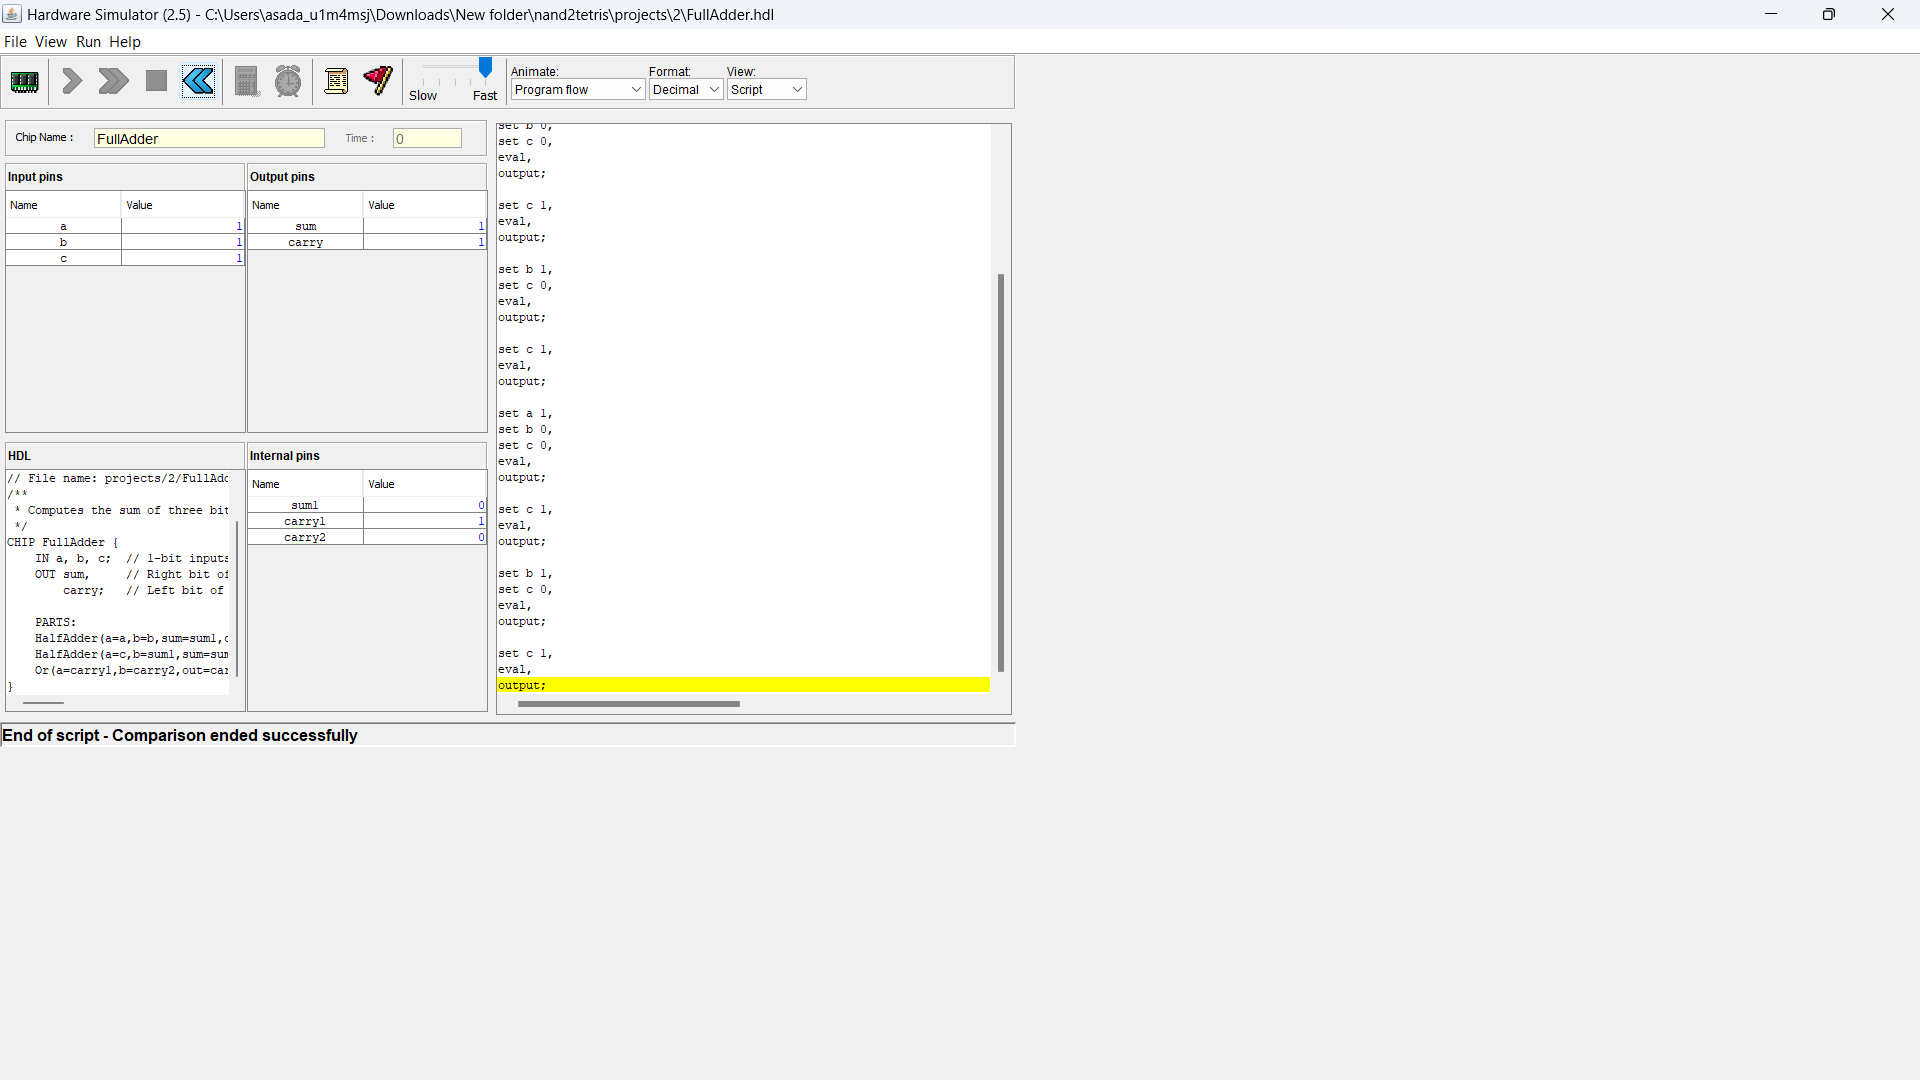 Hardware Simulator (2.5) - C:\Users\asada_u1m4msj\Downloads\New folder\nand2tetris\projects\2\FullAdder.hdl
File View Run Help
Slow Fast
Animate: Format: View:
Program flow Decimal Script
Chip Name : FullAdder Time : 0
Input pins
Name Value
a 1
b 1
c 1
Output pins
Name Value
sum 1
carry 1
HDL
// File name: projects/2/FullAdd
/**
* Computes the sum of three bit
*/
CHIP FullAdder {
IN a, b, c; // 1-bit inputs
OUT sum, // Right bit of
carry; // Left bit of
PARTS:
HalfAdder(a=a,b=b,sum=sum1,c
HalfAdder(a=c,b=sum1,sum=sum
Or(a=carry1,b=carry2,out=car
}
Internal pins
Name Value
sum1 0
carry1 1
carry2 0
set b 0,
set c 0,
eval,
output;
set c 1,
eval,
output;
set b 1,
set c 0,
eval,
output;
set c 1,
eval,
output;
set a 1,
set b 0,
set c 0,
eval,
output;
set c 1,
eval,
output;
set b 1,
set c 0,
eval,
output;
set c 1,
eval,
output;
End of script - Comparison ended successfully